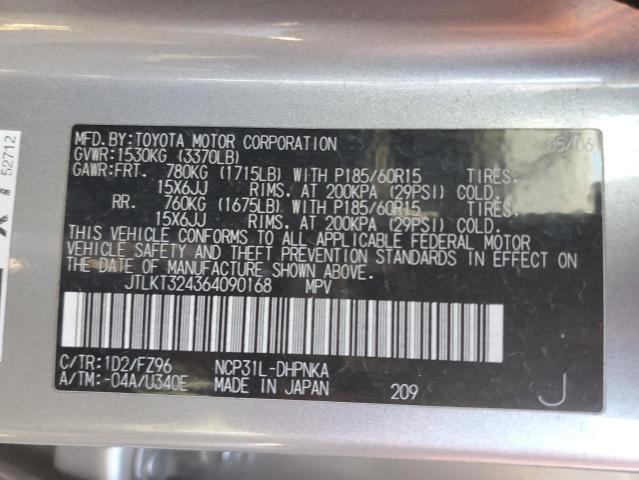 MFD. BY: TOYOTA MOTOR CORPORATION 05/06
GVWR: 1530KG (3370LB)
GAWR: FRT. 780KG (1715LB) WITH P185/60R15 TIRES.
15X6JJ RIMS. AT 200KPA (29PSI) COLD.
RR. 760KG (1675LB) WITH P185/60R15 TIRES.
15X6JJ RIMS. AT 200KPA (29PSI) COLD.
THIS VEHICLE CONFORMS TO ALL APPLICABLE FEDERAL MOTOR
VEHICLE SAFETY AND THEFT PREVENTION STANDARDS IN EFFECT ON
THE DATE OF MANUFACTURE SHOWN ABOVE.
JTLKT324364090168 MPV
C/TR: 1D2/FZ96 NCP31L-DHPNKA
A/TM: -04A/U340E MADE IN JAPAN 209 J
52712